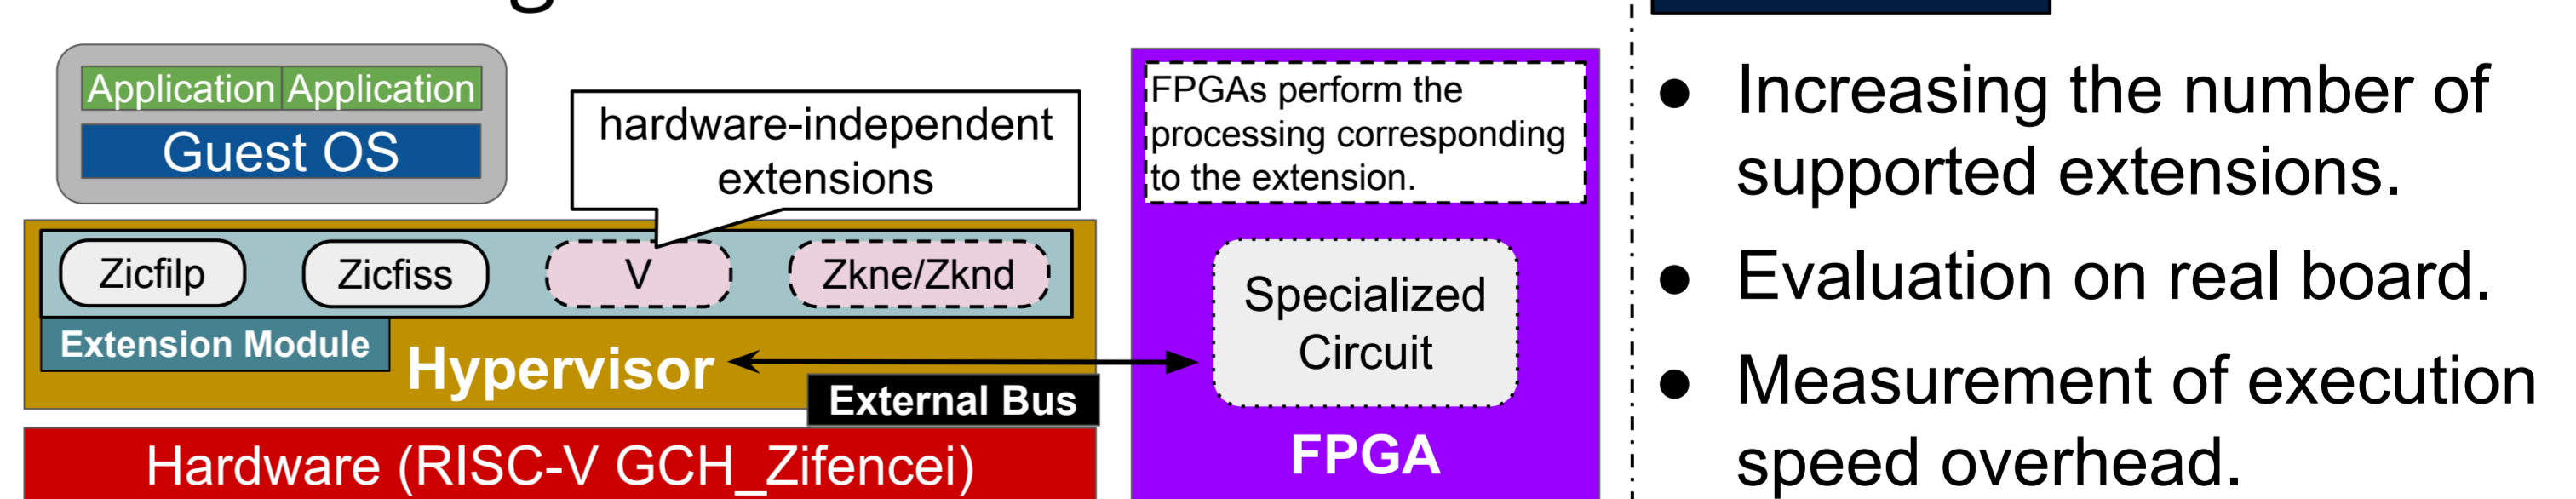 Application Application
Guest OS
hardware-independent
extensions
Zicfilp
Zicfiss
V
Zkne/Zknd
Extension Module
Hypervisor
External Bus
Hardware (RISC-V GCH_Zifencei)
FPGAs perform the
processing corresponding
to the extension.
Specialized
Circuit
FPGA
● Increasing the number of
supported extensions.
● Evaluation on real board.
● Measurement of execution
speed overhead.